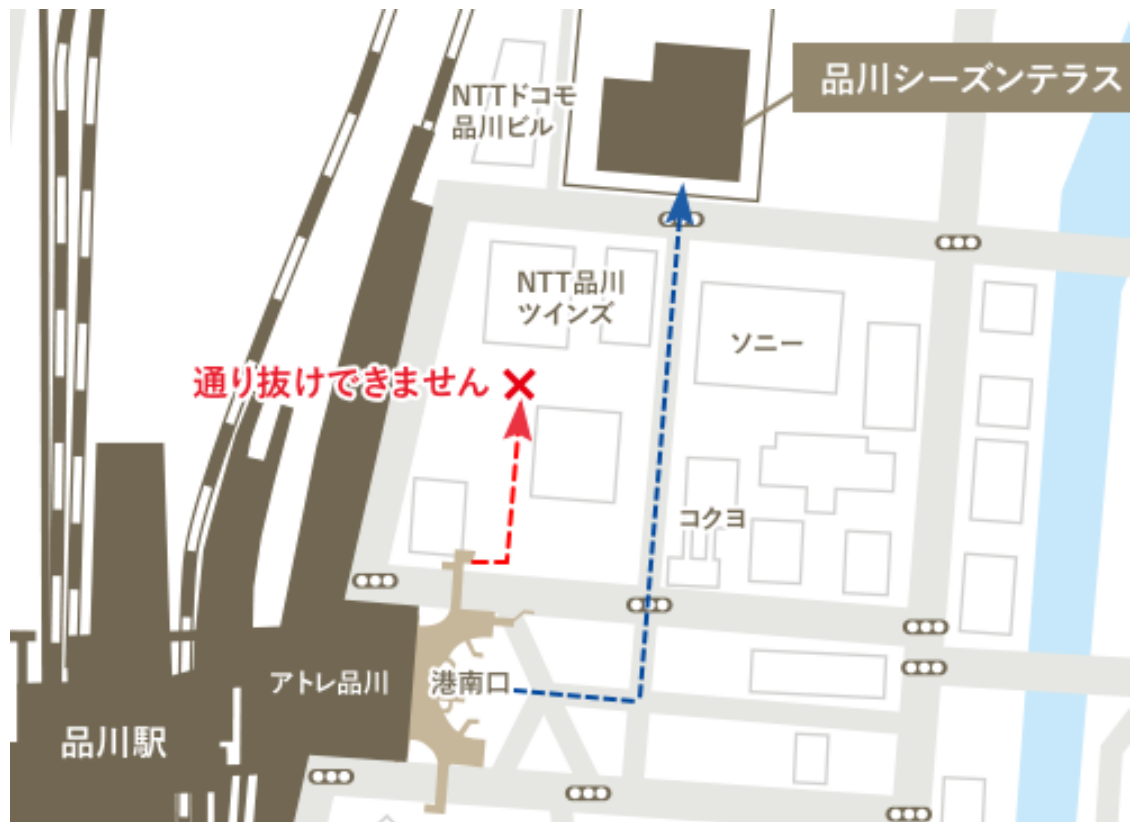 品川シーズンテラス
NTTドコモ
品川ビル
NTT品川
ツインズ
ソニー
通り抜けできません
コクヨ
アトレ品川
港南口
品川駅